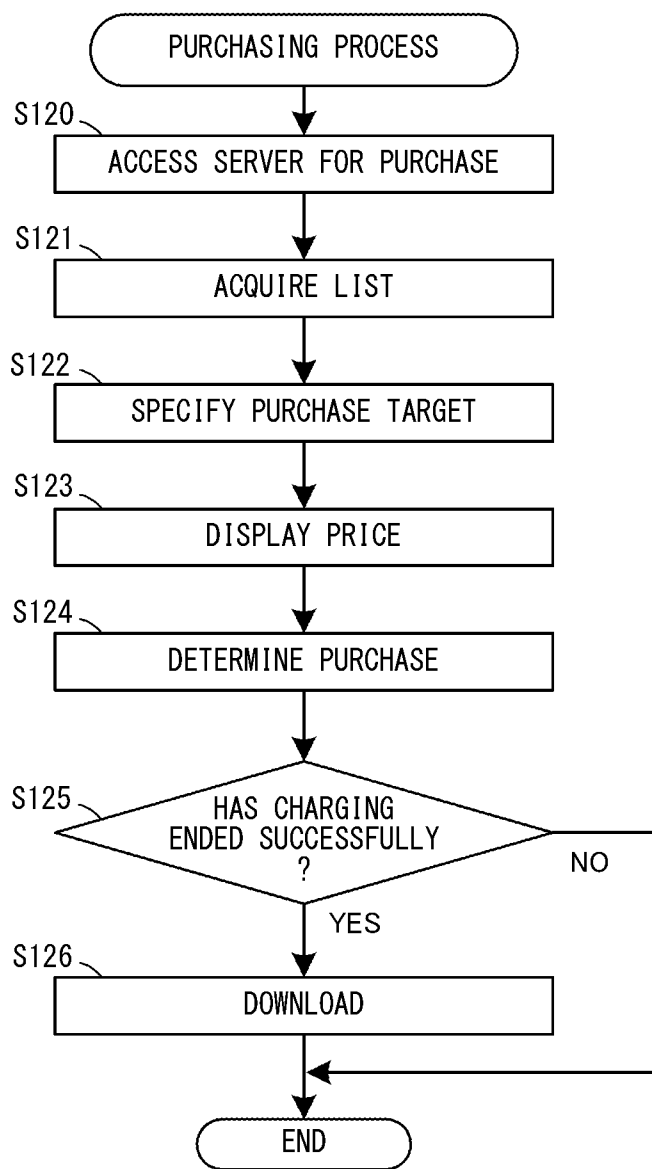 PURCHASING PROCESS
S120
ACCESS SERVER FOR PURCHASE
S121
ACQUIRE LIST
S122
SPECIFY PURCHASE TARGET
S123
DISPLAY PRICE
S124
DETERMINE PURCHASE
S125
HAS CHARGING
ENDED SUCCESSFULLY
?
NO
YES
S126
DOWNLOAD
END